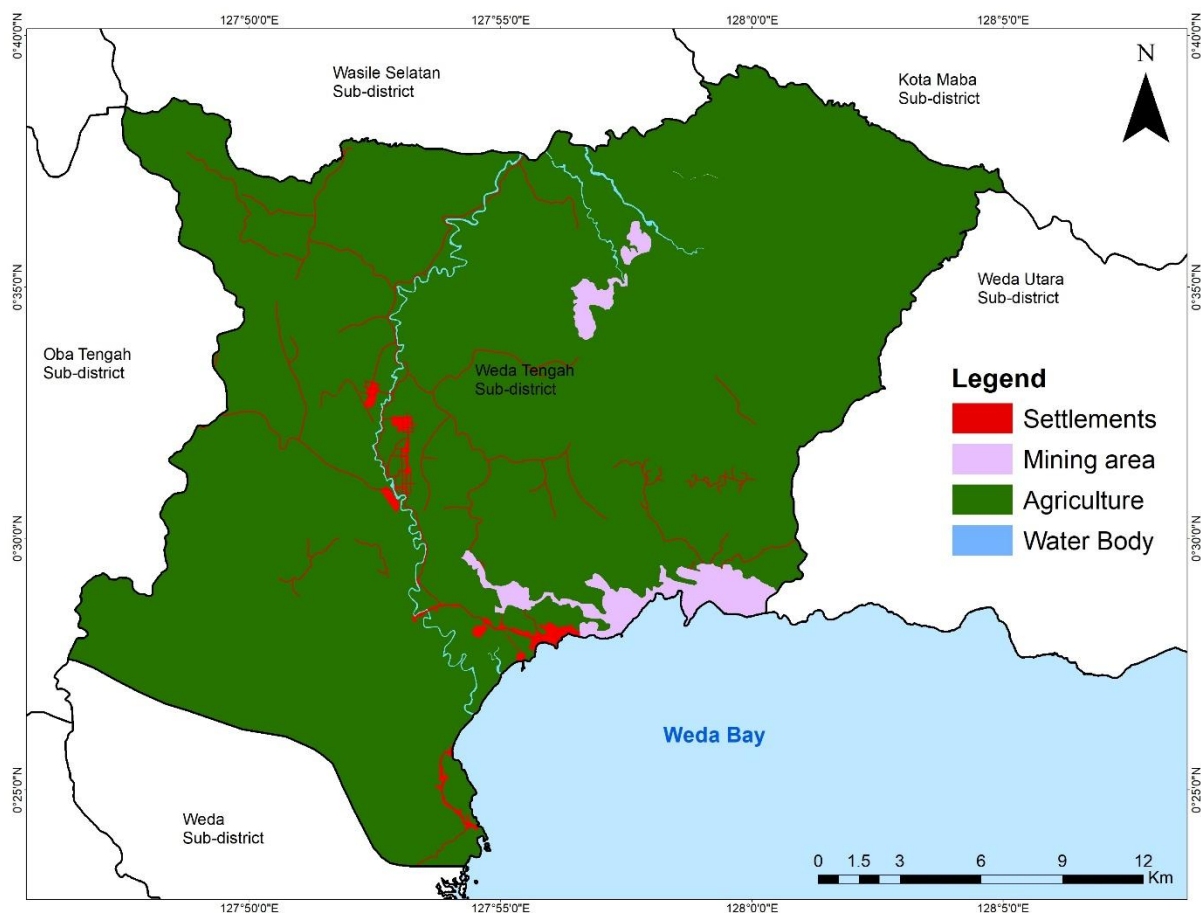 127°50'0"E
127°55'0"E
128°0'0"E
128°5'0"E
0°40'0"N
0°40'0"N
Wasile Selatan
Sub-district
Kota Maba
Sub-district
N
0°35'0"N
0°35'0"N
Weda Utara
Sub-district
Oba Tengah
Sub-district
Weda Tengah
Sub-district
Legend
Settlements
Mining area
Agriculture
Water Body
0°30'0"N
0°30'0"N
Weda Bay
0°25'0"N
0°25'0"N
Weda
Sub-district
0 1.5 3 6 9 12
Km
127°50'0"E
127°55'0"E
128°0'0"E
128°5'0"E